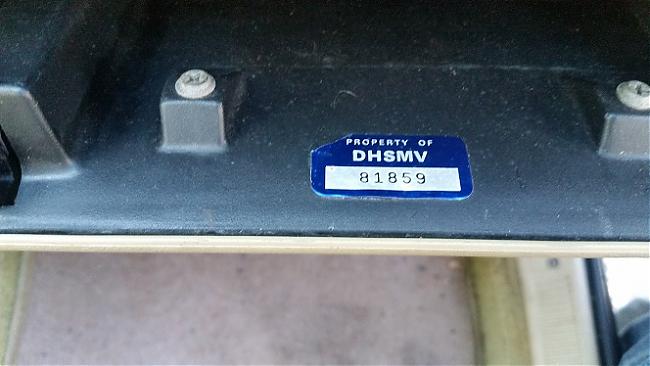 PROPERTY OF
DHSMV
81859